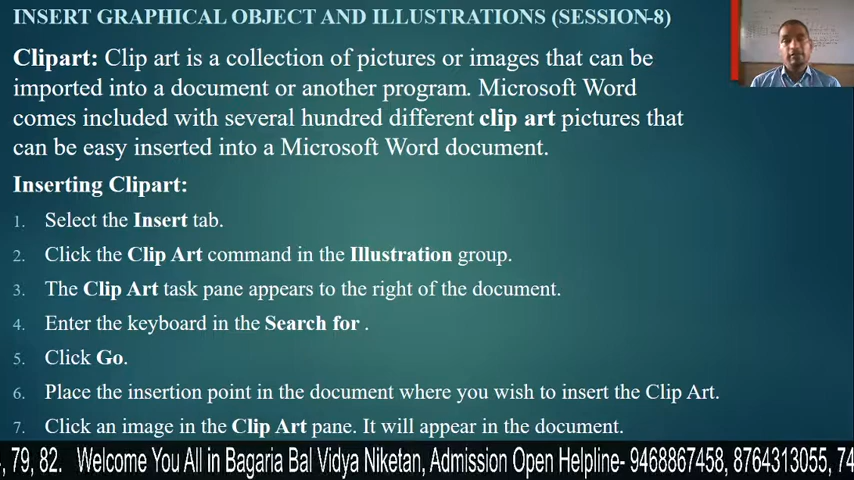 INSERT GRAPHICAL OBJECT AND ILLUSTRATIONS (SESSION-8)
Clipart: Clip art is a collection of pictures or images that can be
imported into a document or another program. Microsoft Word
comes included with several hundred different clip art pictures that
can be easy inserted into a Microsoft Word document.
Inserting Clipart:
1. Select the Insert tab.
2. Click the Clip Art command in the Illustration group.
3. The Clip Art task pane appears to the right of the document.
4. Enter the keyboard in the Search for .
5. Click Go.
6. Place the insertion point in the document where you wish to insert the Clip Art.
7. Click an image in the Clip Art pane. It will appear in the document.
, 79, 82. Welcome You All in Bagaria Bal Vidya Niketan, Admission Open Helpline- 9468867458, 8764313055, 74